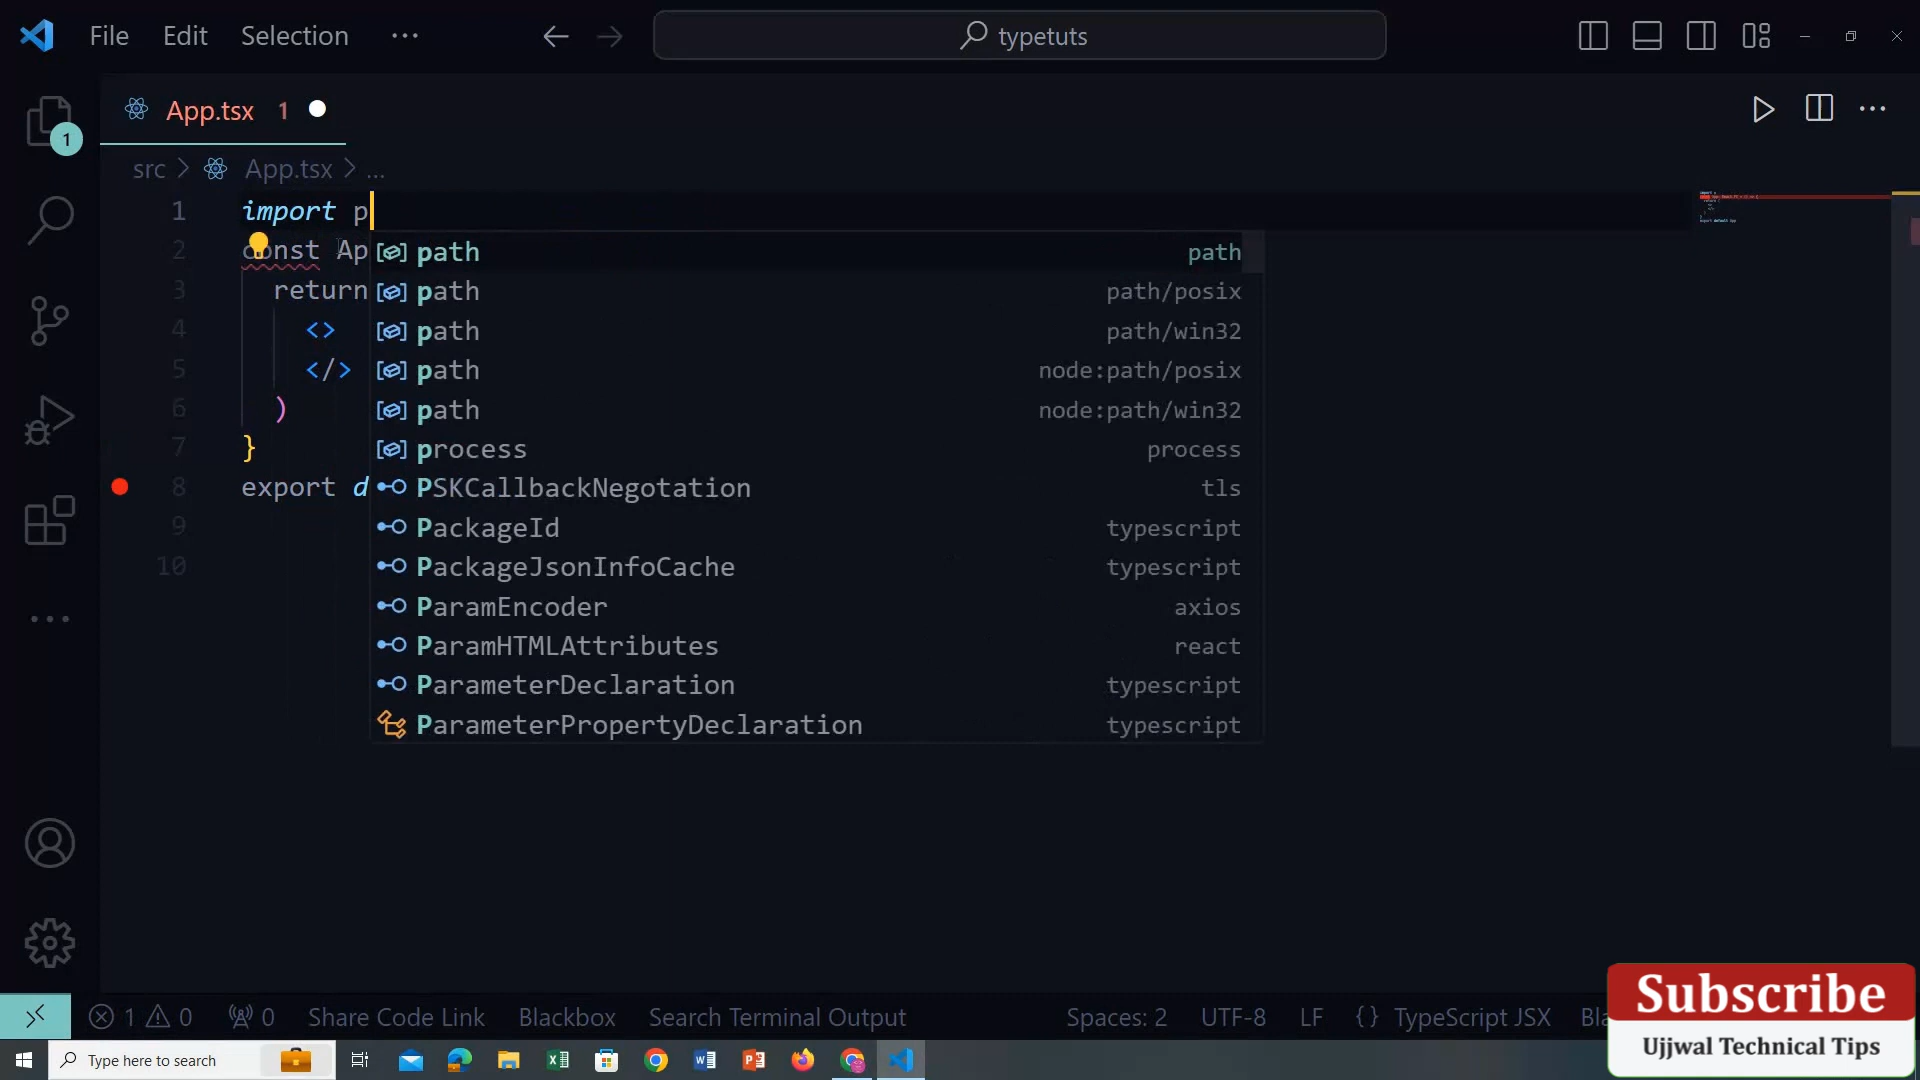 File Edit Selection ··· typetuts
App.tsx 1
1
src > App.tsx > ...
1 import p
2 const Ap
3 return
4 <>
5 </>
6 )
7 }
8 export d
9
10
path path
path path/posix
path path/win32
path node:path/posix
path node:path/win32
process process
PSKCallbackNegotation tls
PackageId typescript
PackageJsonInfoCache typescript
ParamEncoder axios
ParamHTMLAttributes react
ParameterDeclaration typescript
ParameterPropertyDeclaration typescript
1 0 0 Share Code Link Blackbox Search Terminal Output Spaces: 2 UTF-8 LF {} TypeScript JSX
Subscribe
Ujjwal Technical Tips
Type here to search